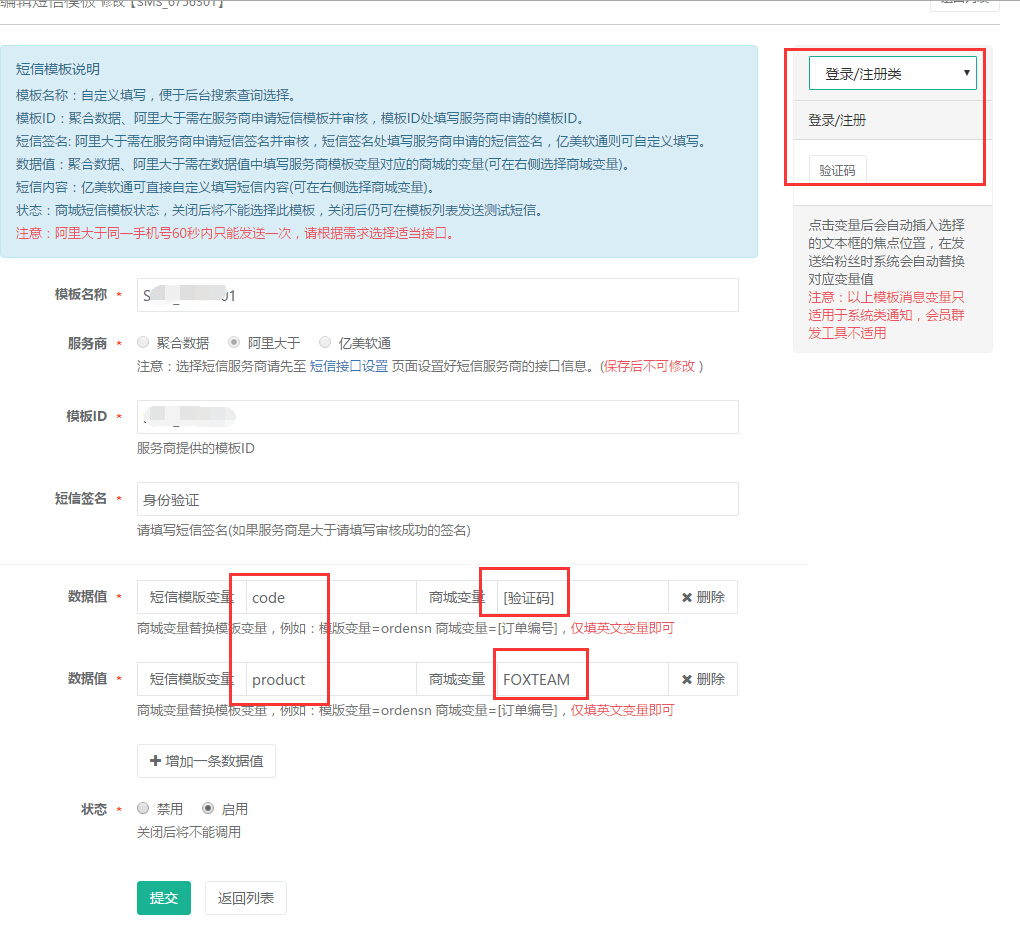 编辑短信模板 修改【SMS_6756301】
返回列表
短信模板说明
模板名称：自定义填写，便于后台搜索查询选择。
模板ID：聚合数据、阿里大于需在服务商申请短信模板并审核，模板ID处填写服务商申请的模板ID。
短信签名: 阿里大于需在服务商申请短信签名并审核，短信签名处填写服务商申请的短信签名，亿美软通则可自定义填写。
数据值：聚合数据、阿里大于需在数据值中填写服务商模板变量对应的商城的变量(可在右侧选择商城变量)。
短信内容：亿美软通可直接自定义填写短信内容(可在右侧选择商城变量)。
状态：商城短信模板状态，关闭后将不能选择此模板，关闭后仍可在模板列表发送测试短信。
注意：阿里大于同一手机号60秒内只能发送一次，请根据需求选择适当接口。
登录/注册类
登录/注册
验证码
点击变量后会自动插入选择
的文本框的焦点位置，在发
送给粉丝时系统会自动替换
对应变量值
注意：以上模板消息变量只
适用于系统类通知，会员群
发工具不适用
模板名称 * S 01
服务商 * 聚合数据 阿里大于 亿美软通
注意：选择短信服务商请先至 短信接口设置 页面设置好短信服务商的接口信息。(保存后不可修改 )
模板ID *
服务商提供的模板ID
短信签名 * 身份验证
请填写短信签名(如果服务商是大于请填写审核成功的签名)
数据值 * 短信模版变量 code 商城变量 [验证码] ✖ 删除
商城变量替换模板变量，例如：模版变量=ordensn 商城变量=[订单编号]，仅填英文变量即可
数据值 * 短信模版变量 product 商城变量 FOXTEAM ✖ 删除
商城变量替换模板变量，例如：模版变量=ordensn 商城变量=[订单编号]，仅填英文变量即可
+ 增加一条数据值
状态 * 禁用 启用
关闭后将不能调用
提交 返回列表